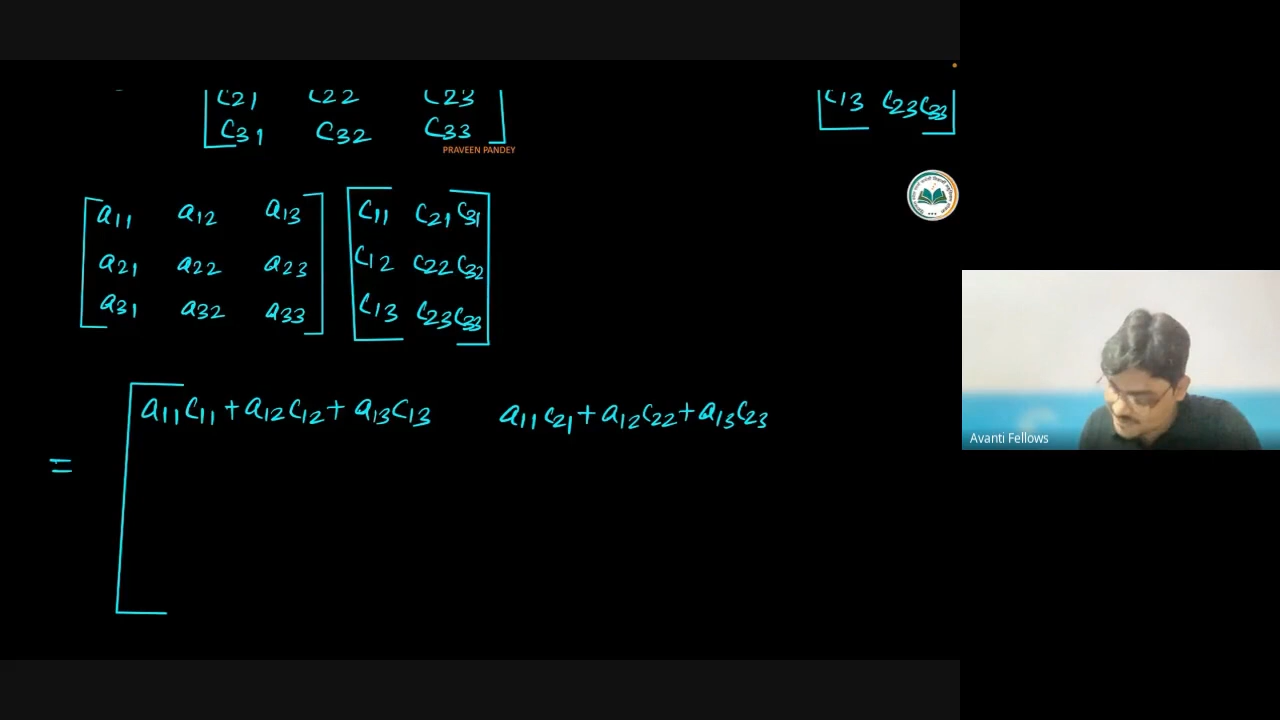 C21 C22 C23
C31 C32 C33
C13 C23 C33
PRAVEEN PANDEY
a11 a12 a13 C11 C21 C31
a21 a22 a23 C12 C22 C32
a31 a32 a33 C13 C23 C33
a11C11+a12C12+a13C13 a11C21+a12C22+a13C23
=
Avanti Fellows